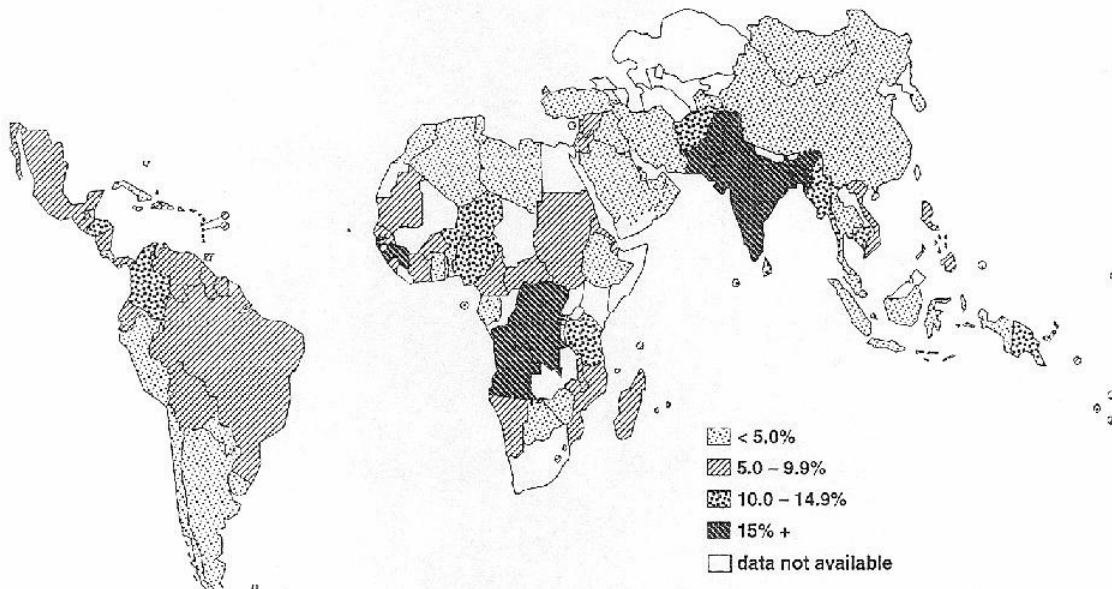 < 5.0%
5.0 – 9.9%
10.0 – 14.9%
15% +
data not available